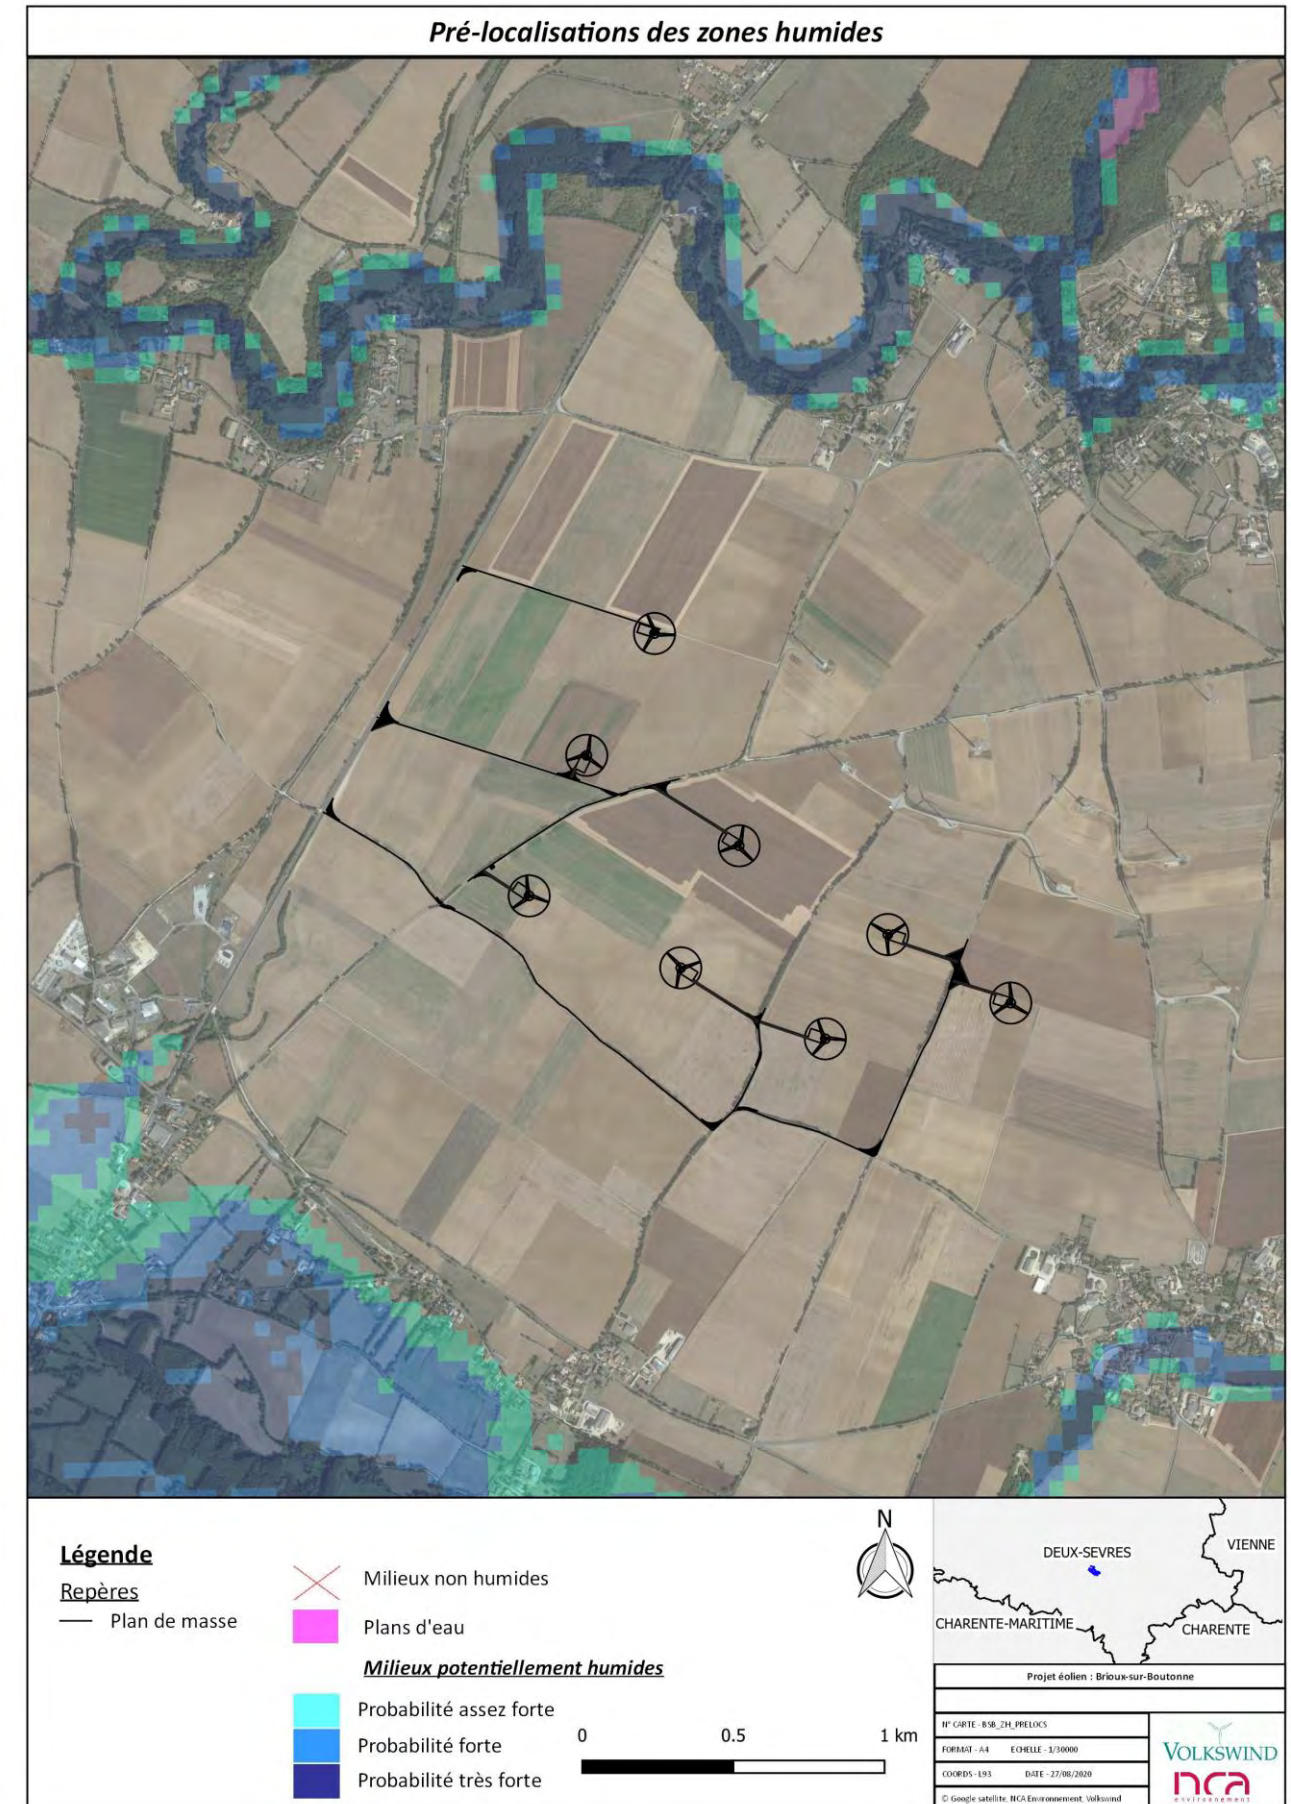 Pré-localisations des zones humides
Légende
Repères
Plan de masse
Milieux non humides
Plans d'eau
Milieux potentiellement humides
Probabilité assez forte
Probabilité forte
Probabilité très forte
0 0.5 1 km
N
DEUX-SEVRES
VIENNE
CHARENTE-MARITIME
CHARENTE
Projet éolien : Brioux-sur-Boutonne
N° CARTE - BSB_ZH_PRELOCS
FORMAT - A4 ECHELLE - 1/30000
COORDS - L93 DATE - 27/08/2020
© Google satellite, NCA Environnement, Volkswind
VOLKSWIND
nca
environnement